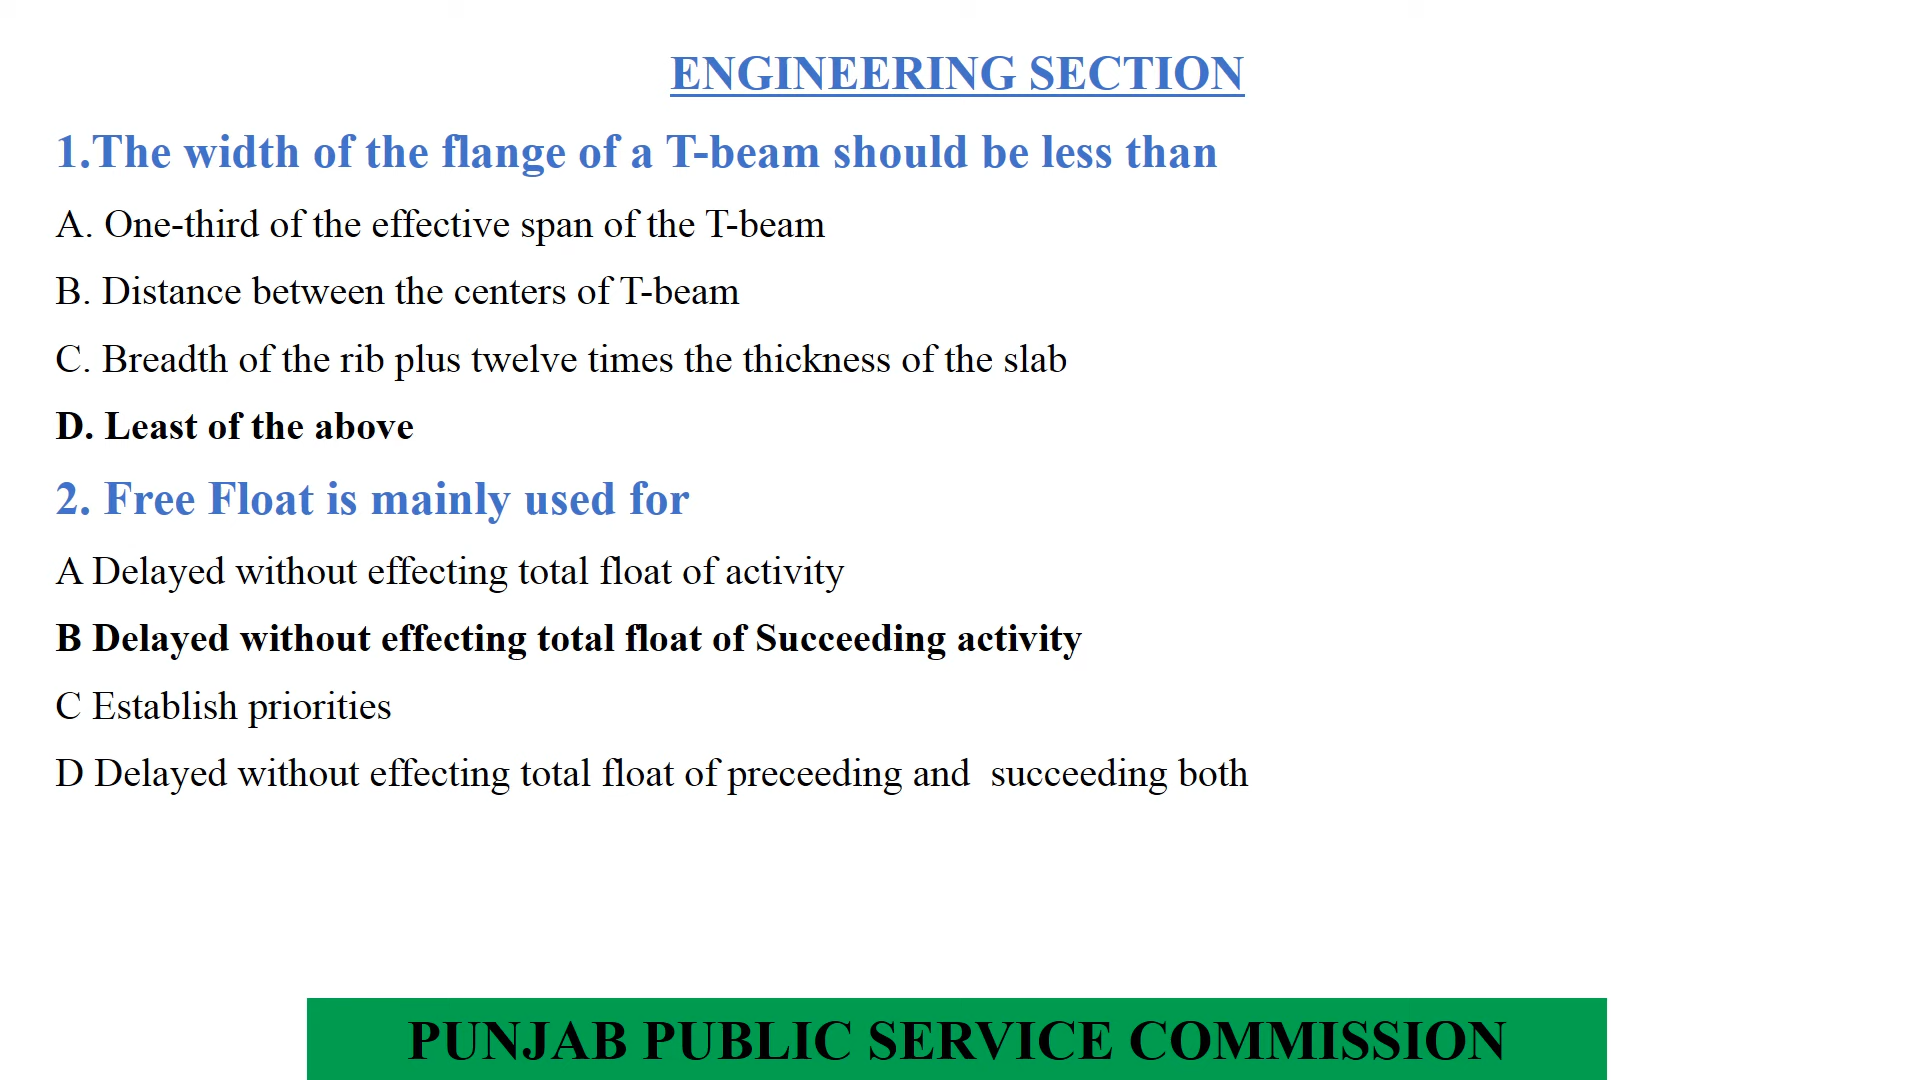 ENGINEERING SECTION
1.The width of the flange of a T-beam should be less than
A. One-third of the effective span of the T-beam
B. Distance between the centers of T-beam
C. Breadth of the rib plus twelve times the thickness of the slab
D. Least of the above
2. Free Float is mainly used for
A Delayed without effecting total float of activity
B Delayed without effecting total float of Succeeding activity
C Establish priorities
D Delayed without effecting total float of preceeding and  succeeding both
PUNJAB PUBLIC SERVICE COMMISSION